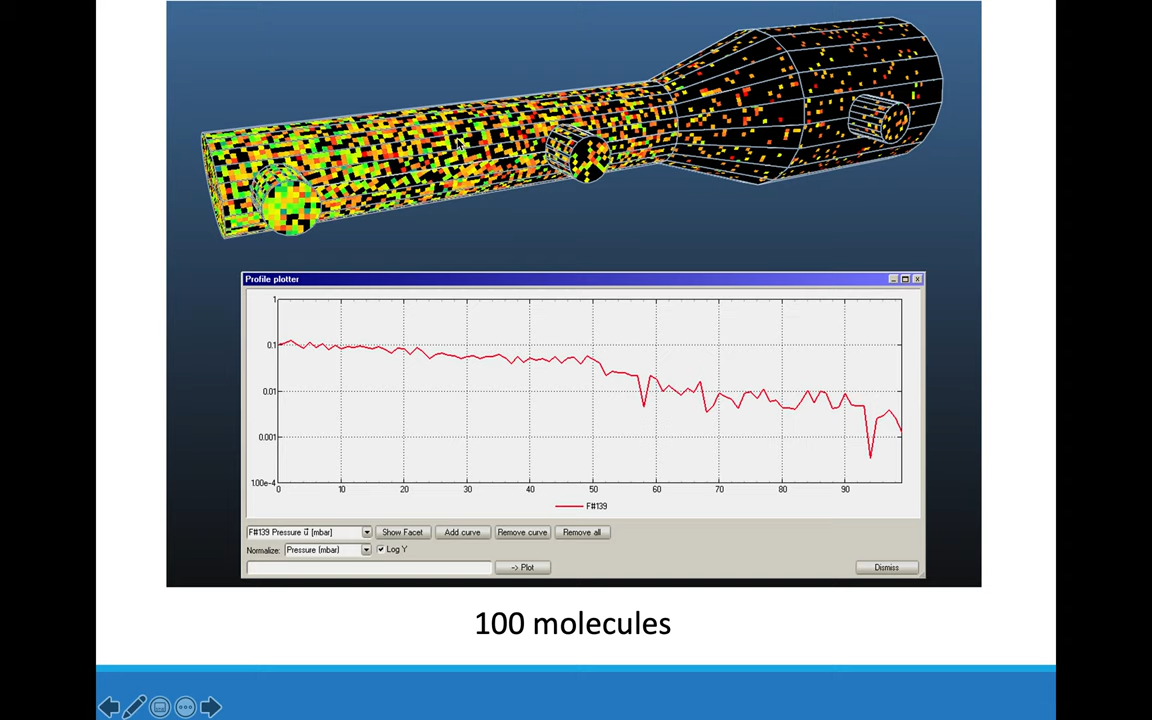 Profile plotter
1
0.1
0.01
0.001
1.00e-4
0 10 20 30 40 50 60 70 80 90
F#139
F#139 Pressure [mbar] Show Facet Add curve Remove curve Remove all
Normalize: Pressure (mbar) Log Y
-> Plot Dismiss
100 molecules